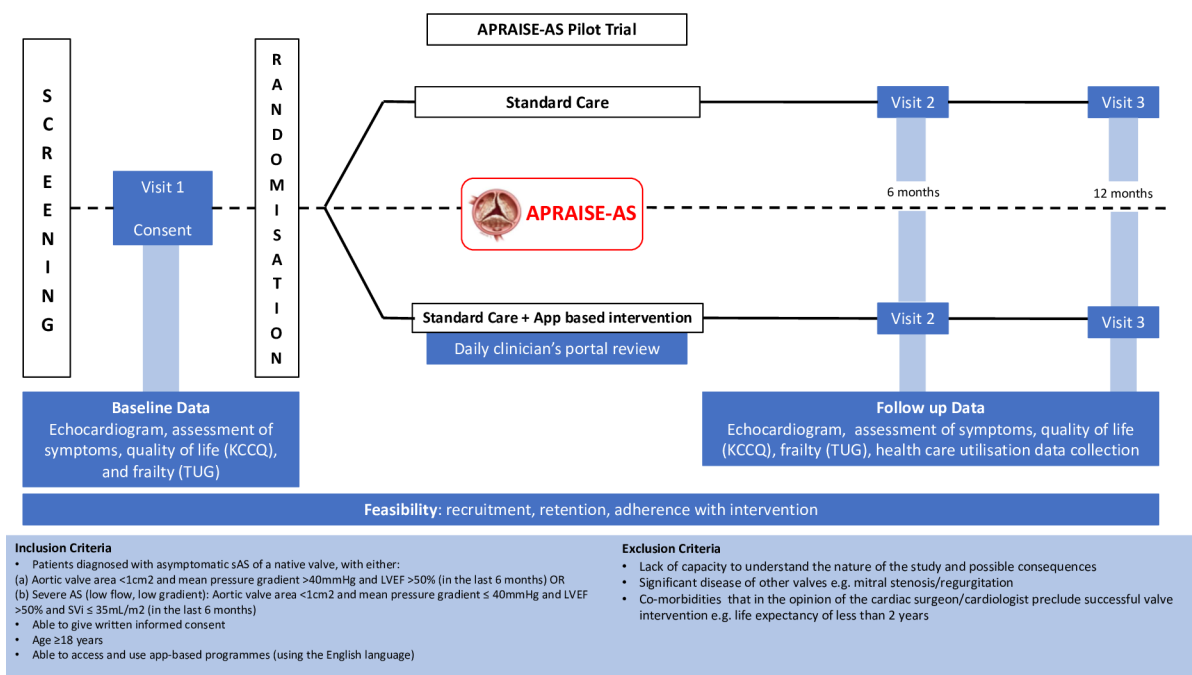 APRAISE-AS Pilot Trial
SCREENING
Visit 1
Consent
RANDOMISATION
Standard Care
Visit 2
Visit 3
6 months
12 months
APRAISE-AS
Standard Care + App based intervention
Daily clinician’s portal review
Visit 2
Visit 3
Baseline Data
Echocardiogram, assessment of
symptoms, quality of life (KCCQ),
and frailty (TUG)
Follow up Data
Echocardiogram,  assessment of symptoms, quality of life
(KCCQ), frailty (TUG), health care utilisation data collection
Feasibility: recruitment, retention, adherence with intervention
Inclusion Criteria
• Patients diagnosed with asymptomatic sAS of a native valve, with either:
(a) Aortic valve area <1cm2 and mean pressure gradient >40mmHg and LVEF >50% (in the last 6 months) OR
(b) Severe AS (low flow, low gradient): Aortic valve area <1cm2 and mean pressure gradient ≤ 40mmHg and LVEF
>50% and SVi ≤ 35mL/m2 (in the last 6 months)
• Able to give written informed consent
• Age ≥18 years
• Able to access and use app-based programmes (using the English language)
Exclusion Criteria
• Lack of capacity to understand the nature of the study and possible consequences
• Significant disease of other valves e.g. mitral stenosis/regurgitation
• Co-morbidities  that in the opinion of the cardiac surgeon/cardiologist preclude successful valve
intervention e.g. life expectancy of less than 2 years